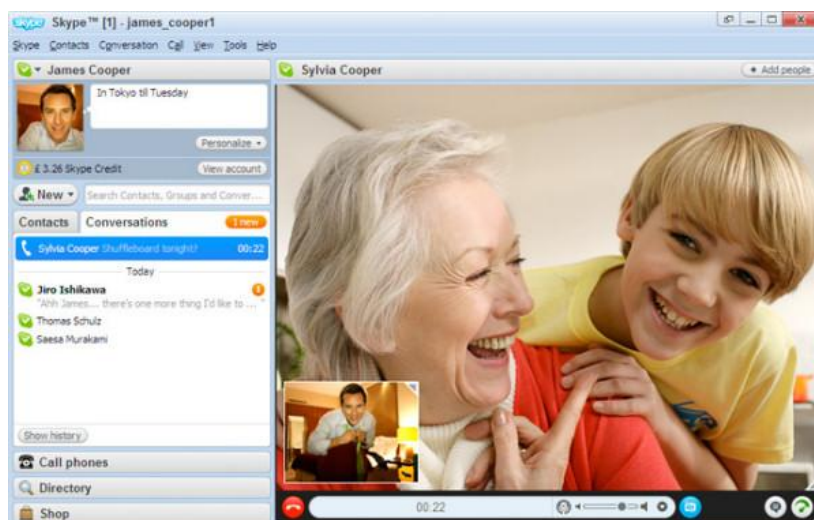 Skype™ [1] - james_cooper1
Skype Contacts Conversation Call View Tools Help
James Cooper
In Tokyo til Tuesday
Personalize
£ 3.26 Skype Credit
View account
New
Search Contacts, Groups and Conver...
Contacts
Conversations
1 new
Sylvia Cooper Shuffleboard tonight? 00:22
Today
Jiro Ishikawa
"Ahh James... there's one more thing I'd like to ... "
Thomas Schulz
Saesa Murakami
Show history
Call phones
Directory
Shop
Sylvia Cooper
+ Add people
00:22